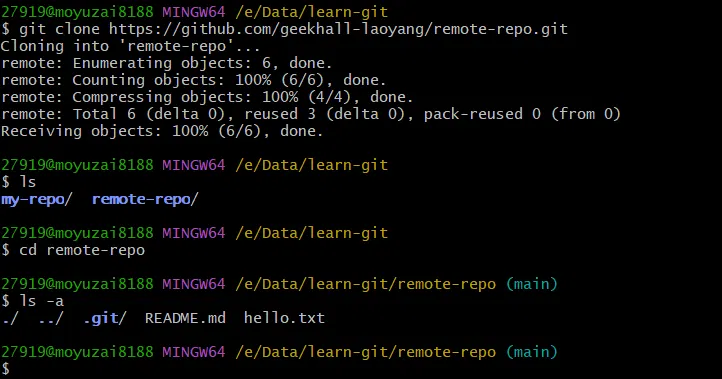 27919@moyuzai8188 MINGW64 /e/Data/learn-git
$ git clone https://github.com/geekhall-laoyang/remote-repo.git
Cloning into 'remote-repo'...
remote: Enumerating objects: 6, done.
remote: Counting objects: 100% (6/6), done.
remote: Compressing objects: 100% (4/4), done.
remote: Total 6 (delta 0), reused 3 (delta 0), pack-reused 0 (from 0)
Receiving objects: 100% (6/6), done.
27919@moyuzai8188 MINGW64 /e/Data/learn-git
$ ls
my-repo/  remote-repo/
27919@moyuzai8188 MINGW64 /e/Data/learn-git
$ cd remote-repo
27919@moyuzai8188 MINGW64 /e/Data/learn-git/remote-repo (main)
$ ls -a
./  ../  .git/  README.md  hello.txt
27919@moyuzai8188 MINGW64 /e/Data/learn-git/remote-repo (main)
$